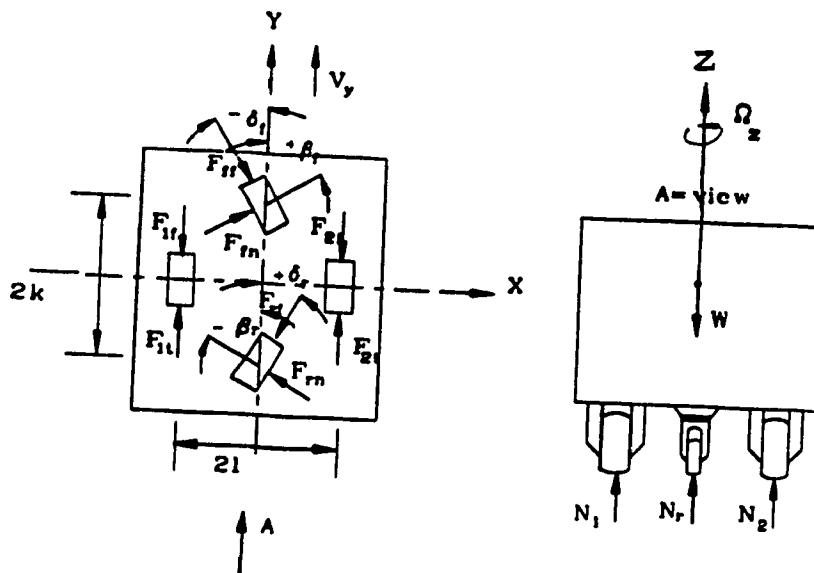 Y
V_y
- δ_f
+ β_f
F_ff
F_fn
F_1f
F_2f
2k
+ δ_r
X
F_rf
- β_r
F_1t
F_2t
F_rn
2l
A
Z
Ω_z
A=view
W
N_1
N_r
N_2